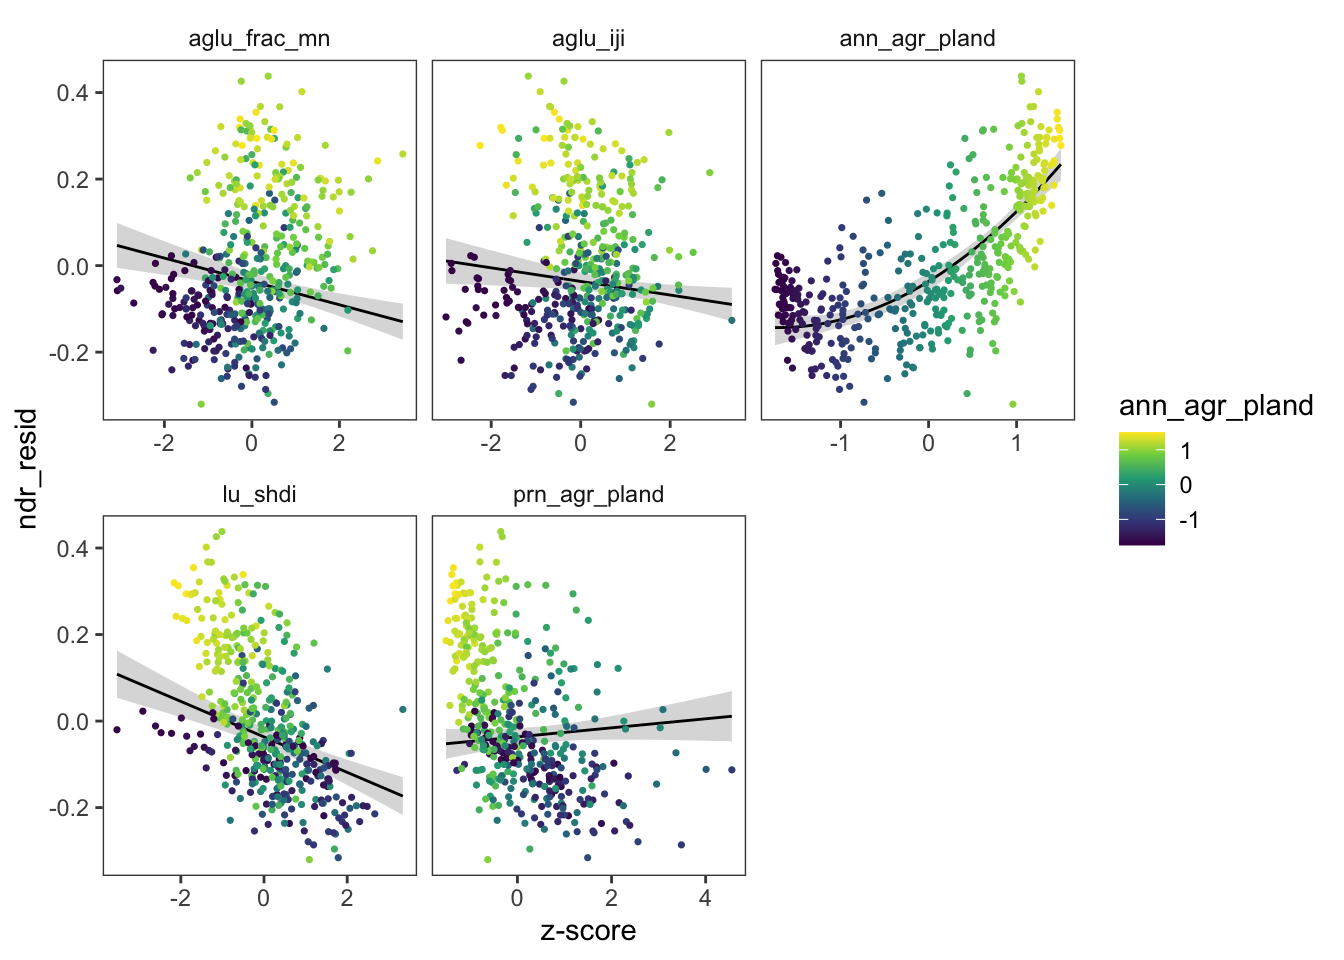 aglu_frac_mn
aglu_iji
ann_agr_pland
0.4
0.2
0.0
-0.2
-2 0 2
-2 0 2
-1 0 1
ndr_resid
ann_agr_pland
1
0
-1
lu_shdi
prn_agr_pland
0.4
0.2
0.0
-0.2
-2 0 2
0 2 4
z-score